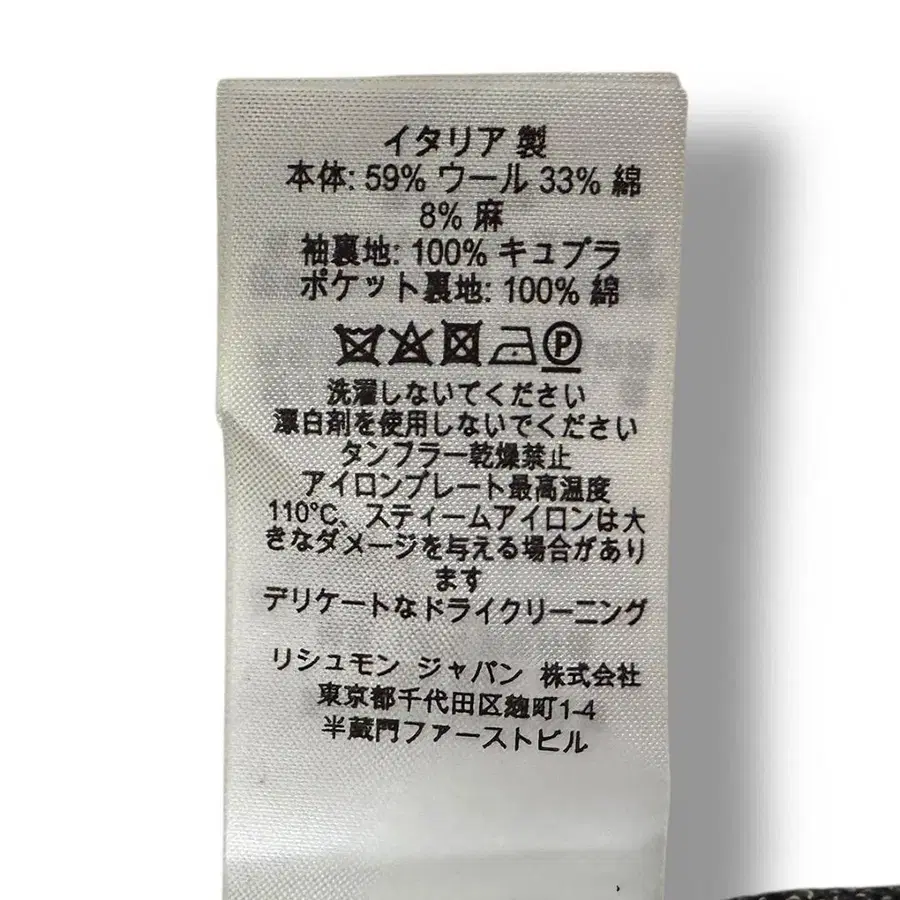 イタリア 製
本体: 59% ウール 33% 綿
8% 麻
袖裏地: 100% キュプラ
ポケット裏地: 100% 綿
P
洗濯しないてください
漂白剤を使用しないでください
タンブラー乾燥禁止
アイロンプレート最高温度
110°C、スティームアイロンは大
きなダメージを与える場合があり
ます
デリケートなドライクリーニング
リシュモン ジャパン 株式会社
東京都千代田区麹町1-4
半蔵門ファーストビル